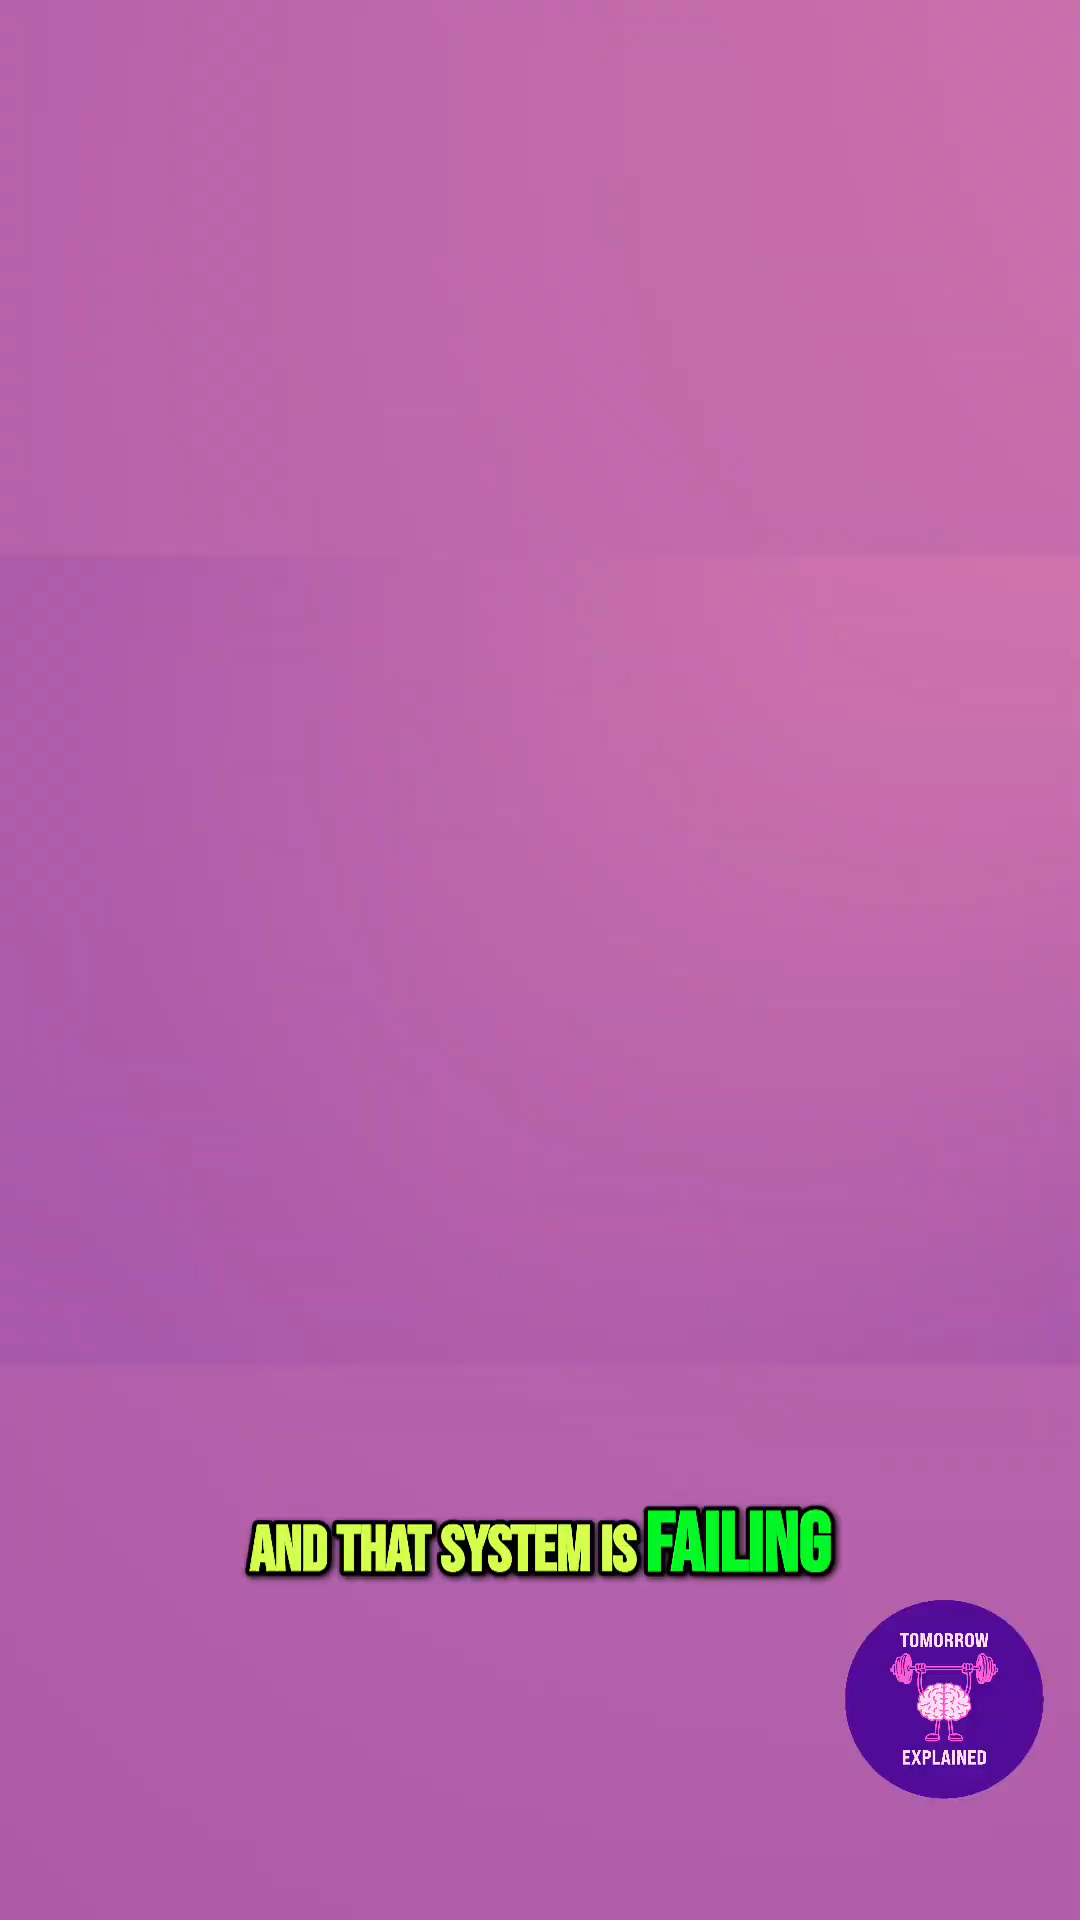 AND THAT SYSTEM IS FAILING
TOMORROW
EXPLAINED